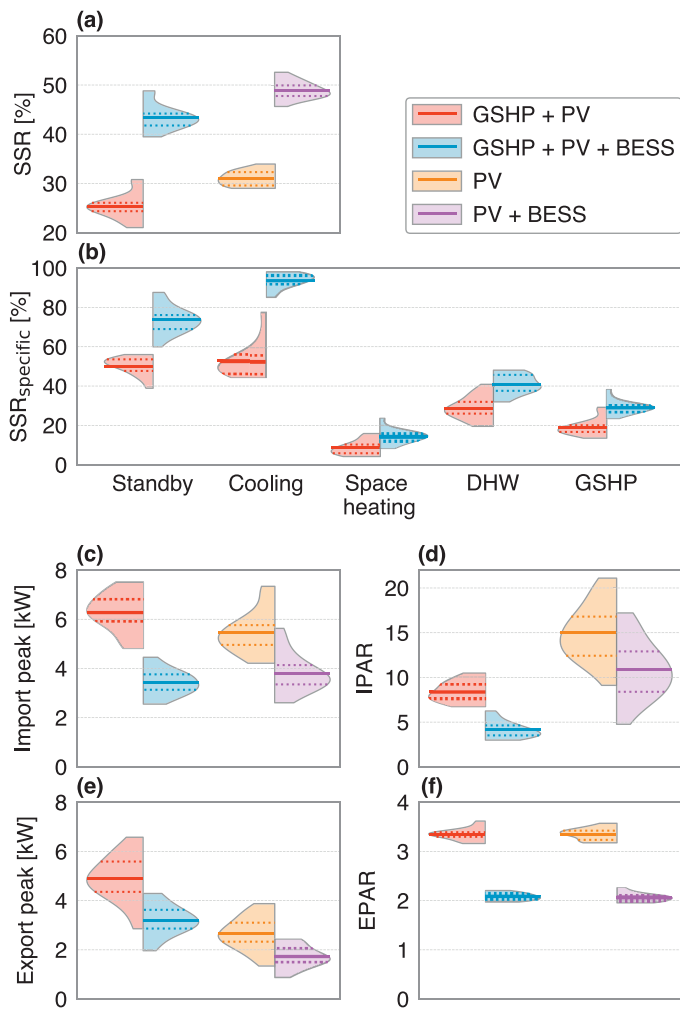 (a)
60
50
40
30
20
SSR [%]
GSHP + PV
GSHP + PV + BESS
PV
PV + BESS
(b)
100
80
60
40
20
0
SSRspecific [%]
Standby
Cooling
Space heating
DHW
GSHP
(c)
8
6
4
2
0
Import peak [kW]
(d)
20
15
10
5
0
IPAR
(e)
8
6
4
2
0
Export peak [kW]
(f)
4
3
2
1
0
EPAR